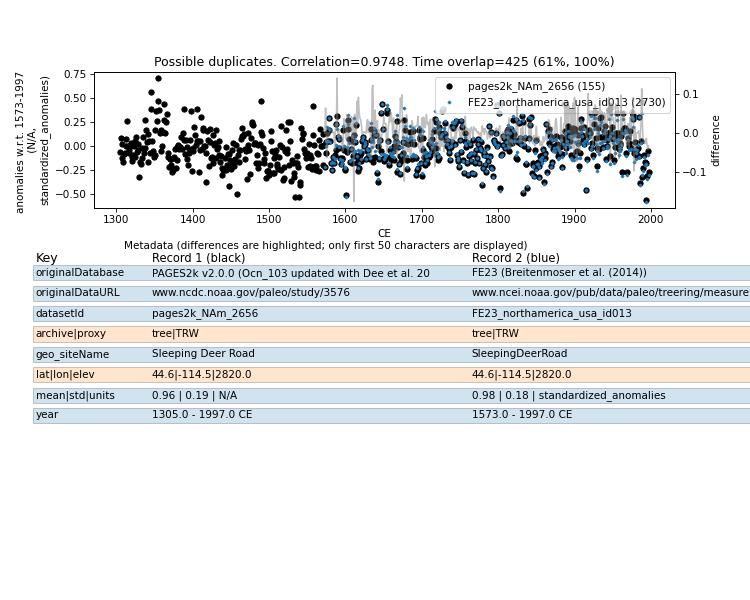 Possible duplicates. Correlation=0.9748. Time overlap=425 (61%, 100%)
anomalies w.r.t. 1573-1997
(N/A,
standardized_anomalies)
0.75
0.50
0.25
0.00
−0.25
−0.50
pages2k_NAm_2656 (155)
FE23_northamerica_usa_id013 (2730)
0.1
0.0
−0.1
difference
1300 1400 1500 1600 1700 1800 1900 2000
CE
Metadata (differences are highlighted; only first 50 characters are displayed)
Key Record 1 (black) Record 2 (blue)
originalDatabase PAGES2k v2.0.0 (Ocn_103 updated with Dee et al. 20 FE23 (Breitenmoser et al. (2014))
originalDataURL www.ncdc.noaa.gov/paleo/study/3576 www.ncei.noaa.gov/pub/data/paleo/treering/measure
datasetId pages2k_NAm_2656 FE23_northamerica_usa_id013
archive|proxy tree|TRW tree|TRW
geo_siteName Sleeping Deer Road SleepingDeerRoad
lat|lon|elev 44.6|-114.5|2820.0 44.6|-114.5|2820.0
mean|std|units 0.96 | 0.19 | N/A 0.98 | 0.18 | standardized_anomalies
year 1305.0 - 1997.0 CE 1573.0 - 1997.0 CE